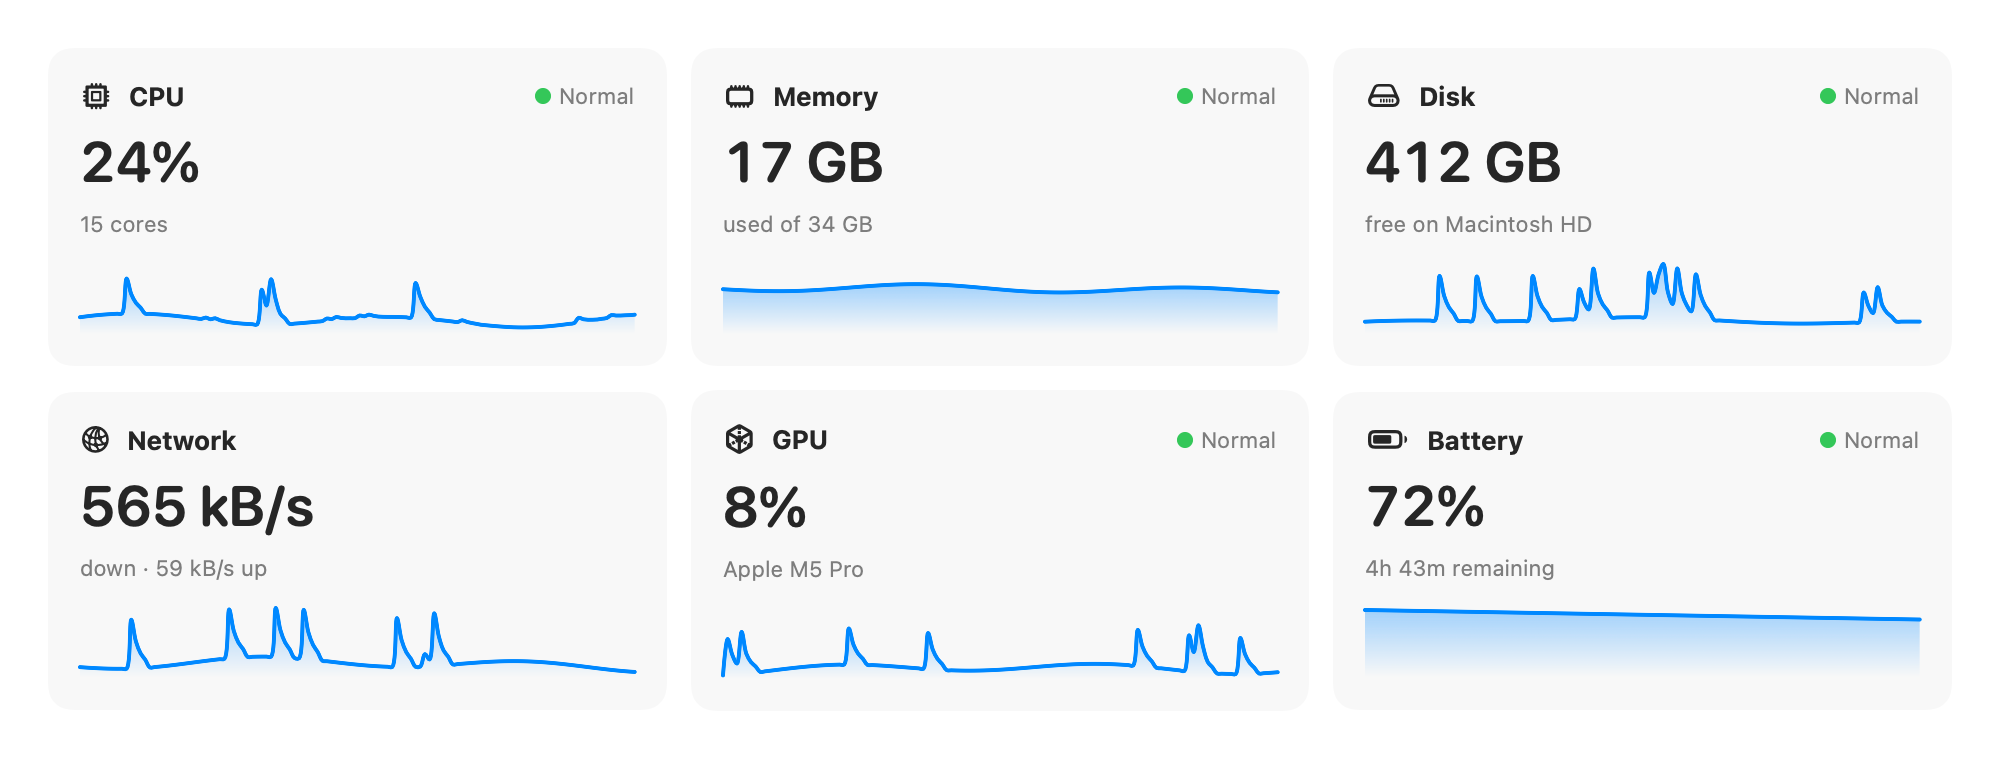 CPU
Normal
24%
15 cores
Memory
Normal
17 GB
used of 34 GB
Disk
Normal
412 GB
free on Macintosh HD
Network
565 kB/s
down · 59 kB/s up
GPU
Normal
8%
Apple M5 Pro
Battery
Normal
72%
4h 43m remaining